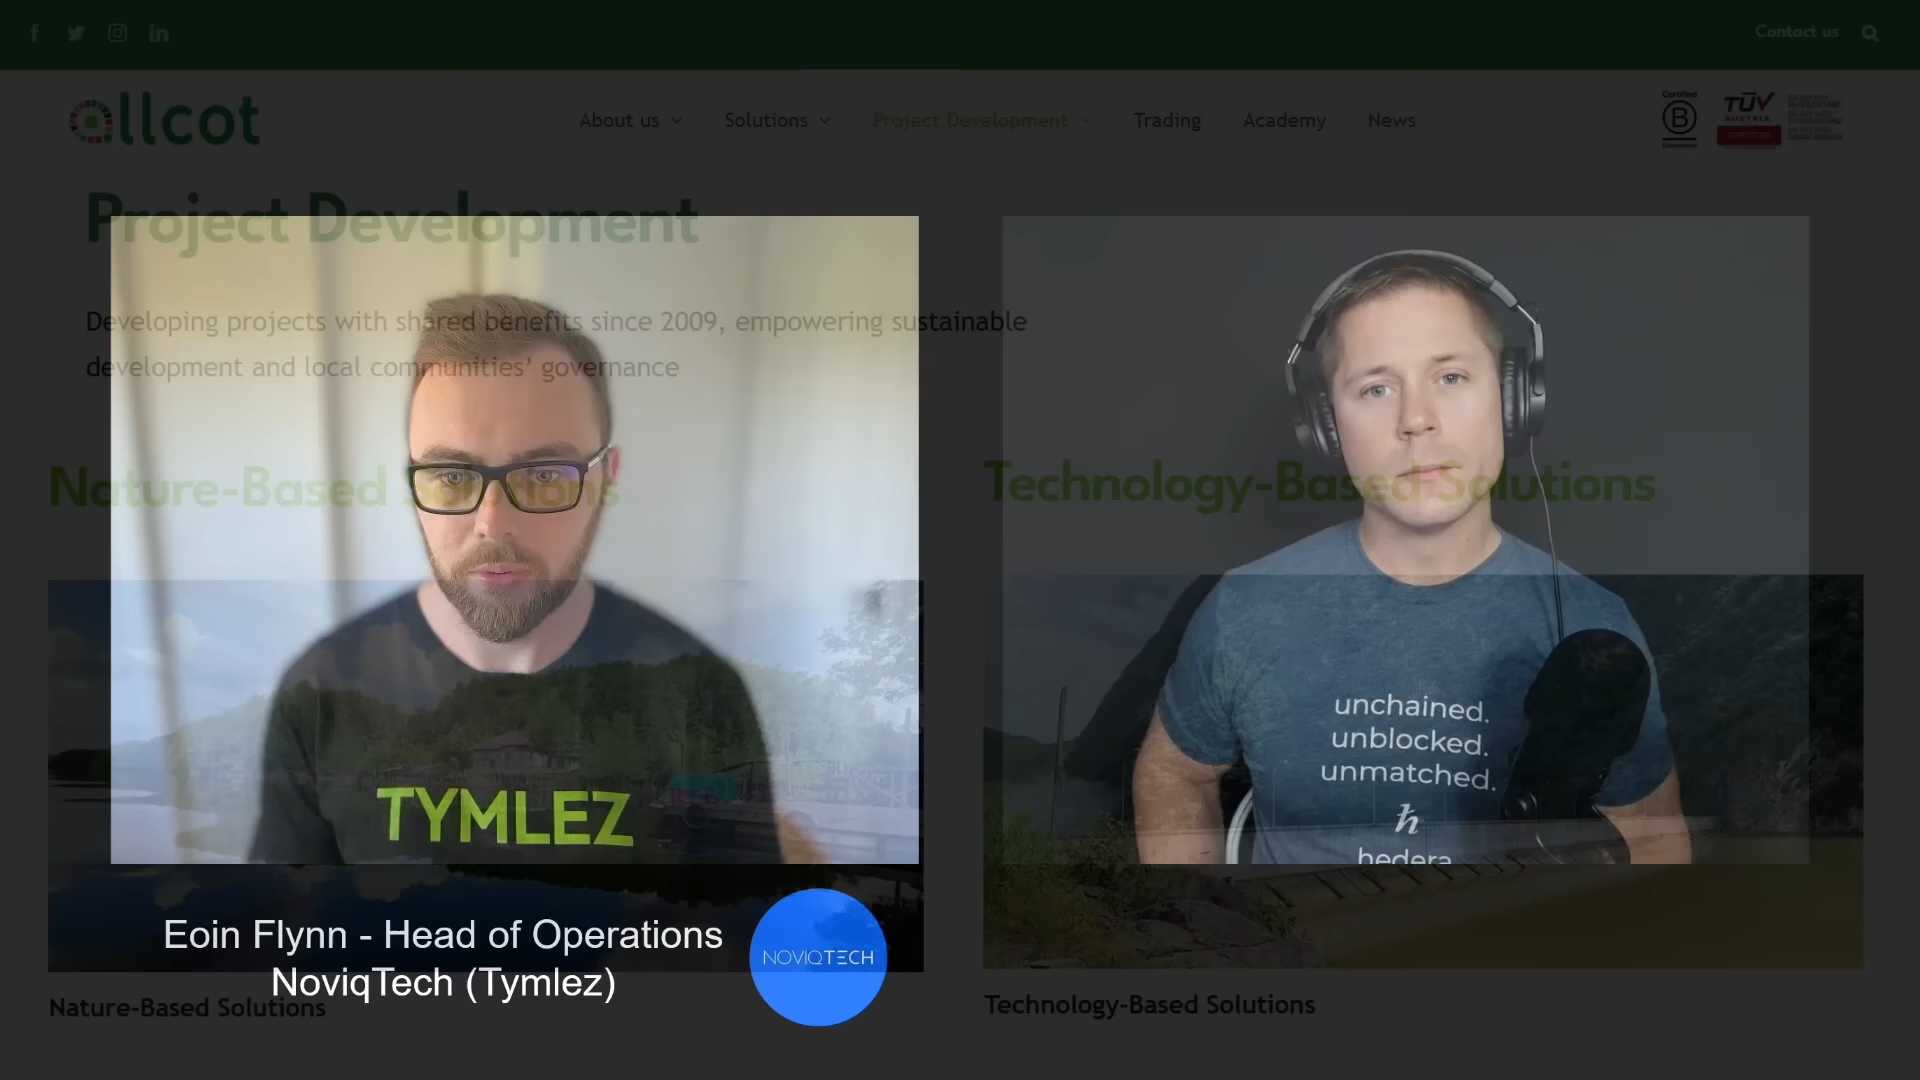 Contact us
allcot
About us
Solutions
Project Development
Trading
Academy
News
Certified
B
TÜV
AUSTRIA
Project Development
Developing projects with shared benefits since 2009, empowering sustainable
development and local communities’ governance
Nature-Based Solutions
Technology-Based Solutions
TYMLEZ
unchained.
unblocked.
unmatched.
ℏ
hedera
Eoin Flynn - Head of Operations
NoviqTech (Tymlez)
NOVIQTECH
Nature-Based Solutions
Technology-Based Solutions